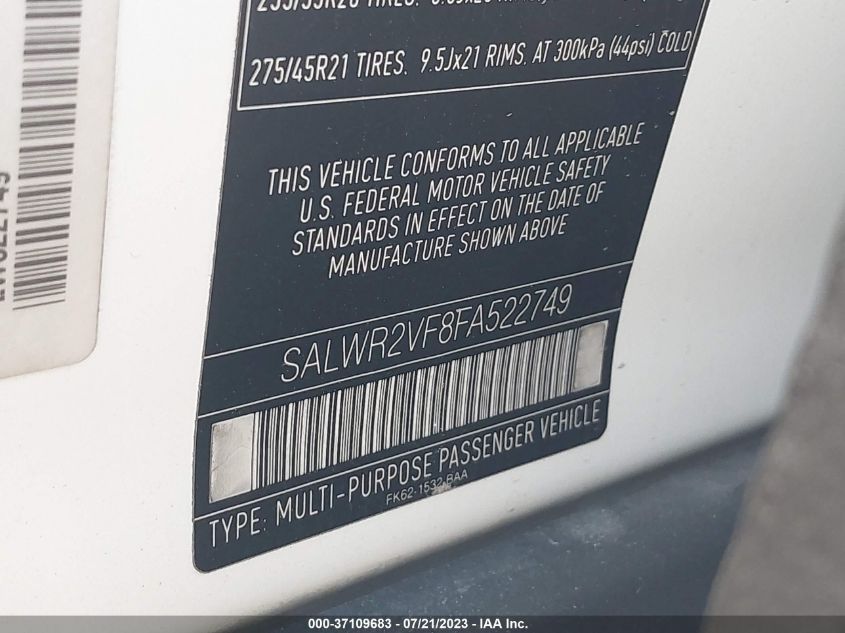 275/45R21 TIRES. 9.5Jx21 RIMS. AT 300kPa (44psi) COLD
THIS VEHICLE CONFORMS TO ALL APPLICABLE
U.S. FEDERAL MOTOR VEHICLE SAFETY
STANDARDS IN EFFECT ON THE DATE OF
MANUFACTURE SHOWN ABOVE
SALWR2VF8FA522749
TYPE: MULTI-PURPOSE PASSENGER VEHICLE
FK62-1532-BAA
000-37109683 / 07/21/2023 - IAA Inc.